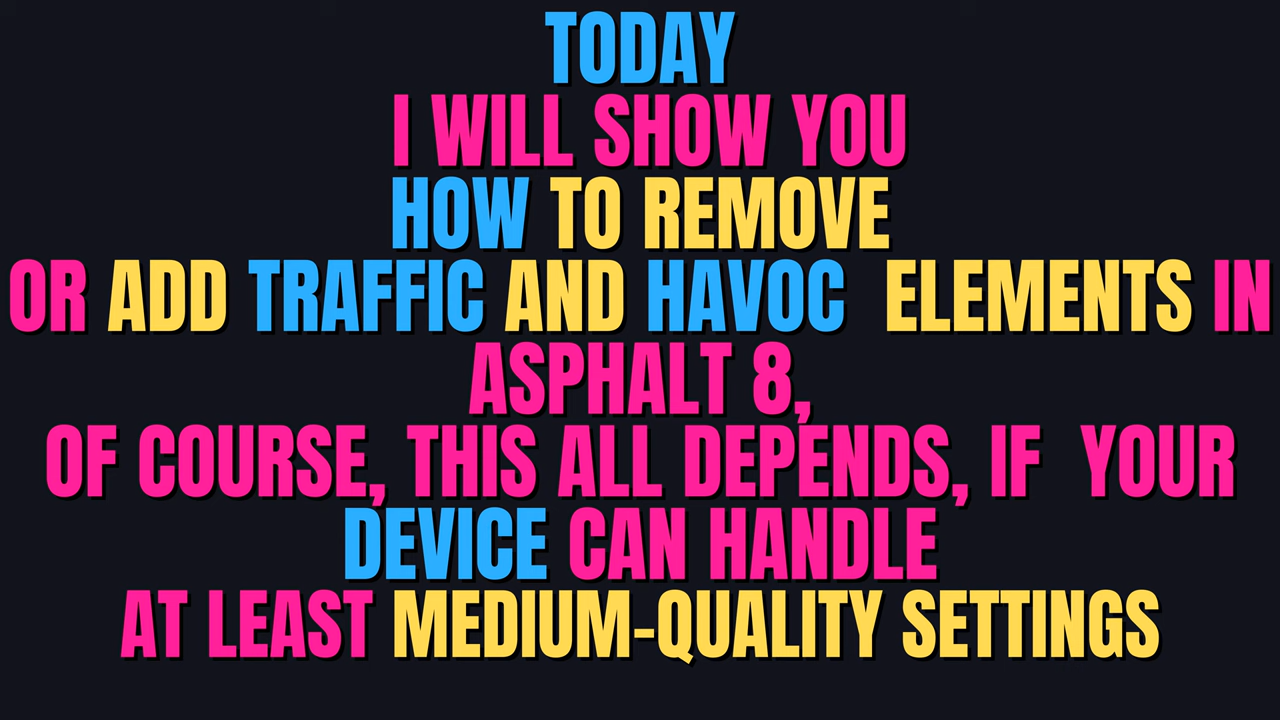 TODAY
I WILL SHOW YOU
HOW TO REMOVE
OR ADD TRAFFIC AND HAVOC ELEMENTS IN
ASPHALT 8,
OF COURSE, THIS ALL DEPENDS, IF YOUR
DEVICE CAN HANDLE
AT LEAST MEDIUM-QUALITY SETTINGS